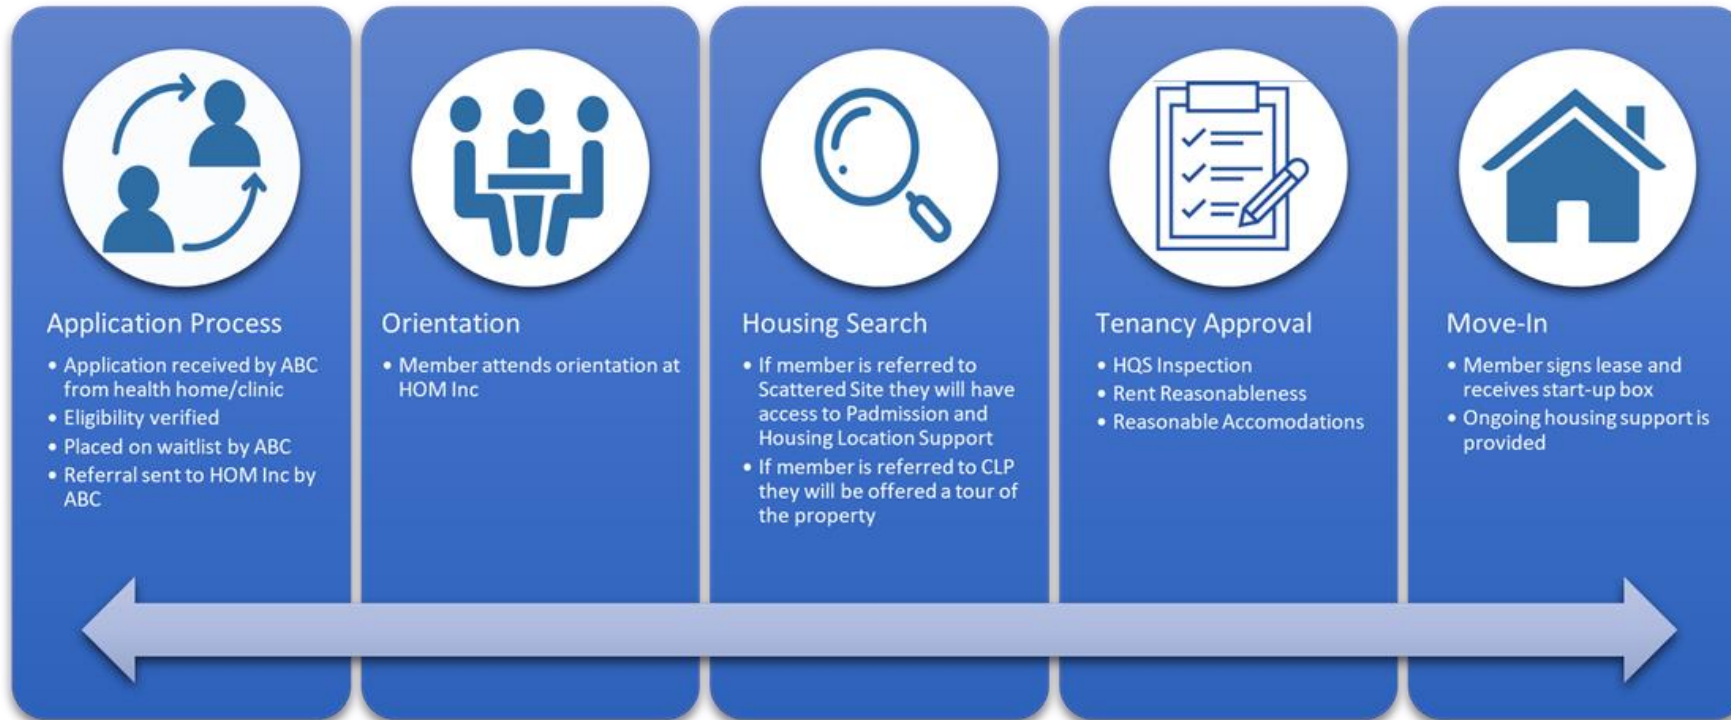 Application Process
• Application received by ABC
from health home/clinic
• Eligibility verified
• Placed on waitlist by ABC
• Referral sent to HOM Inc by
ABC
Orientation
• Member attends orientation at
HOM Inc
Housing Search
• If member is referred to
Scattered Site they will have
access to Padmission and
Housing Location Support
• If member is referred to CLP
they will be offered a tour of
the property
Tenancy Approval
• HQS Inspection
• Rent Reasonableness
• Reasonable Accomodations
Move-In
• Member signs lease and
receives start-up box
• Ongoing housing support is
provided